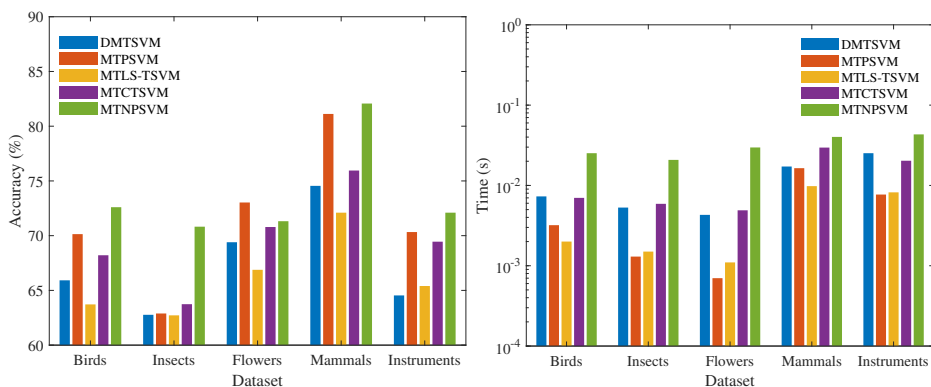 90
85
80
75
70
65
60
Accuracy (%)
DMTSVM
MTPSVM
MTLS-TSVM
MTCTSVM
MTNPSVM
Birds Insects Flowers Mammals Instruments
Dataset
10^0
10^-1
10^-2
10^-3
10^-4
Time (s)
DMTSVM
MTPSVM
MTLS-TSVM
MTCTSVM
MTNPSVM
Birds Insects Flowers Mammals Instruments
Dataset